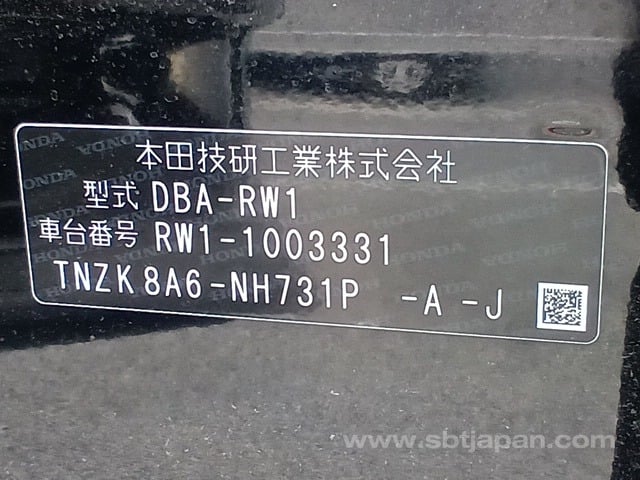 本田技研工業株式会社
型式 DBA-RW1
車台番号 RW1-1003331
TNZK8A6-NH731P -A -J
www.sbtjapan.com